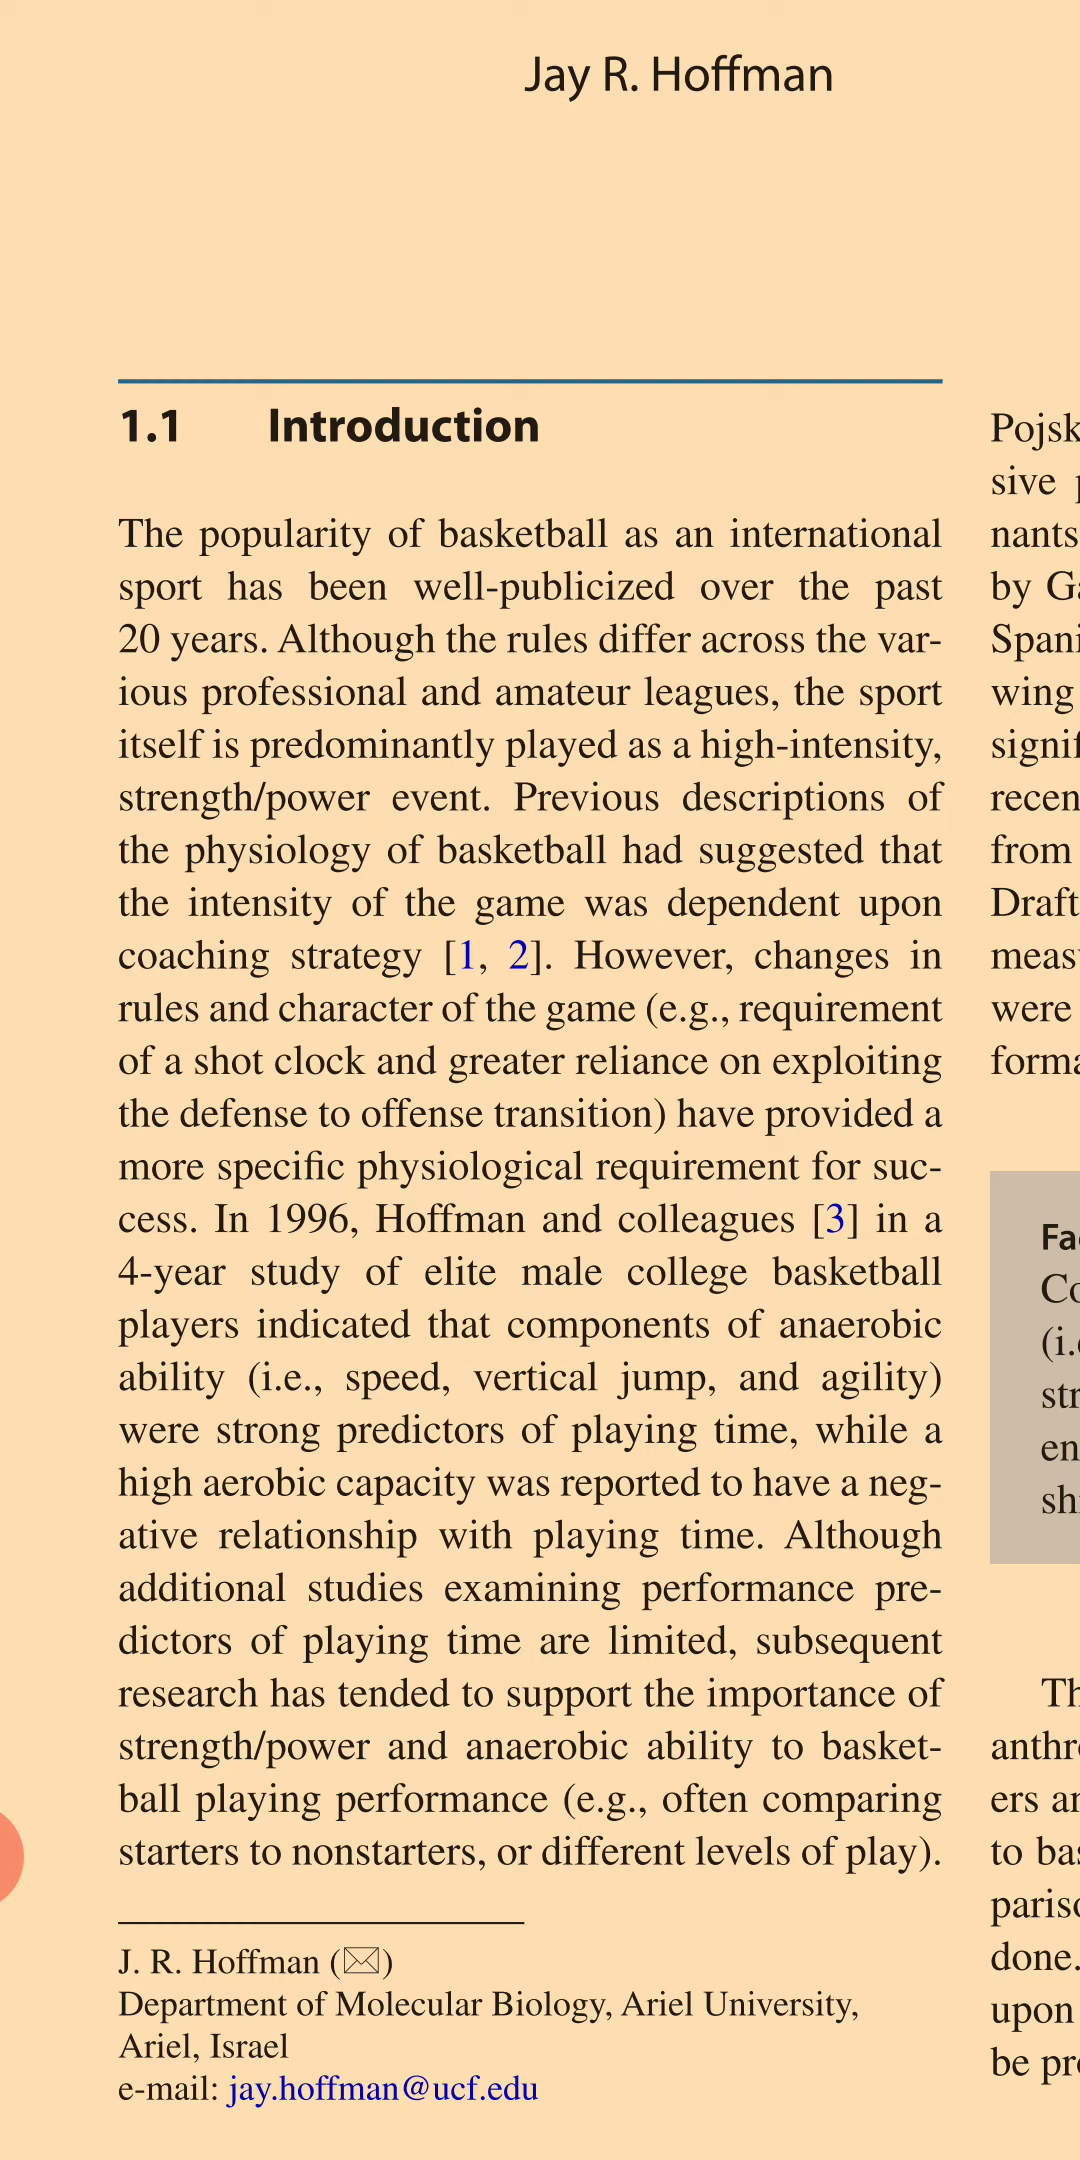 Jay R. Hoffman
1.1 Introduction
The popularity of basketball as an international
sport has been well-publicized over the past
20 years. Although the rules differ across the var-
ious professional and amateur leagues, the sport
itself is predominantly played as a high-intensity,
strength/power event. Previous descriptions of
the physiology of basketball had suggested that
the intensity of the game was dependent upon
coaching strategy [1, 2]. However, changes in
rules and character of the game (e.g., requirement
of a shot clock and greater reliance on exploiting
the defense to offense transition) have provided a
more specific physiological requirement for suc-
cess. In 1996, Hoffman and colleagues [3] in a
4-year study of elite male college basketball
players indicated that components of anaerobic
ability (i.e., speed, vertical jump, and agility)
were strong predictors of playing time, while a
high aerobic capacity was reported to have a neg-
ative relationship with playing time. Although
additional studies examining performance pre-
dictors of playing time are limited, subsequent
research has tended to support the importance of
strength/power and anaerobic ability to basket-
ball playing performance (e.g., often comparing
starters to nonstarters, or different levels of play).
J. R. Hoffman (✉)
Department of Molecular Biology, Ariel University,
Ariel, Israel
e-mail: jay.hoffman@ucf.edu
sive
nants
by
wing
from
Draft
were
to
done.
upon
be